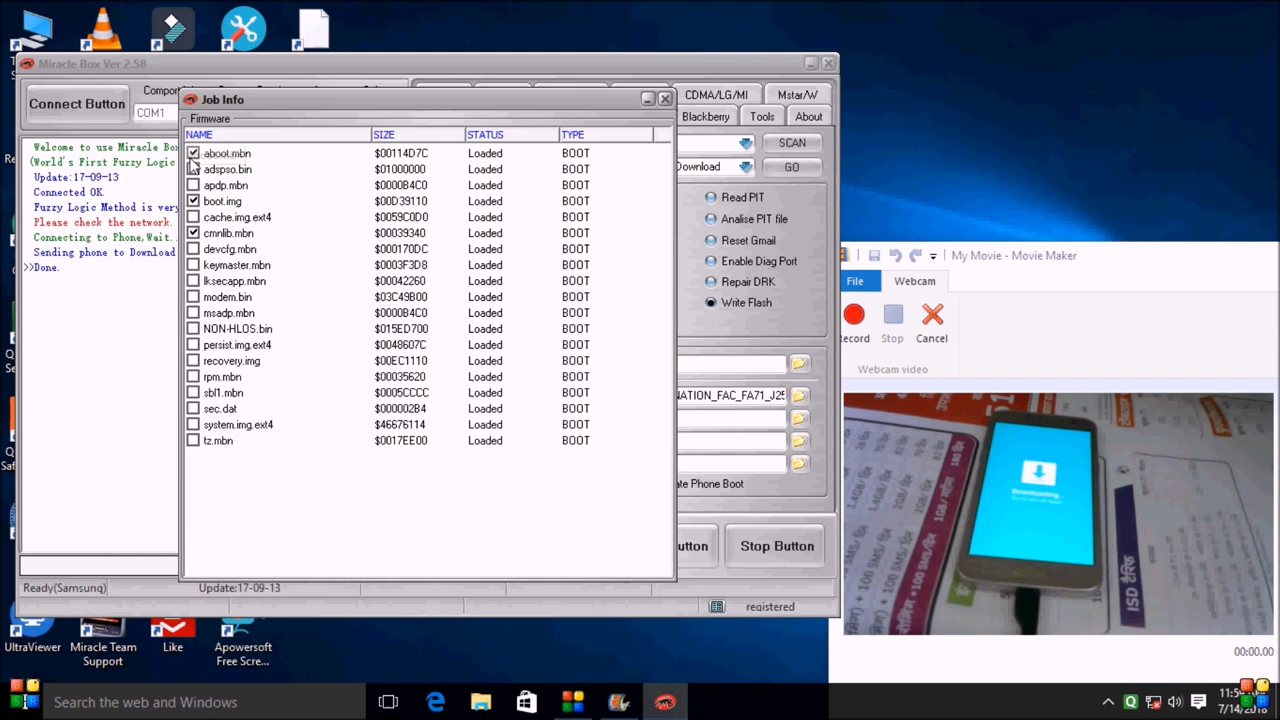 Miracle Box Ver 2.58
Connect Button
COM1
Welcome to use Miracle Box
(World's First Fuzzy Logic
Update:17-09-13
Connected OK.
Fuzzy Logic Method is very
Please check the network.
Connecting to Phone,Wait..
Sending phone to Download
>>Done.
Job Info
Firmware
NAME SIZE STATUS TYPE
aboot.mbn $00114D7C Loaded BOOT
adspso.bin $01000000 Loaded BOOT
apdp.mbn $0000B4C0 Loaded BOOT
boot.img $00D39110 Loaded BOOT
cache.img.ext4 $0059C0D0 Loaded BOOT
cmnlib.mbn $00039340 Loaded BOOT
devcfg.mbn $000170DC Loaded BOOT
keymaster.mbn $0003F3D8 Loaded BOOT
lksecapp.mbn $00042260 Loaded BOOT
modem.bin $03C49B00 Loaded BOOT
msadp.mbn $0000B4C0 Loaded BOOT
NON-HLOS.bin $015ED700 Loaded BOOT
persist.img.ext4 $0048607C Loaded BOOT
recovery.img $00EC1110 Loaded BOOT
rpm.mbn $00035620 Loaded BOOT
sbl1.mbn $0005CCCC Loaded BOOT
sec.dat $000002B4 Loaded BOOT
system.img.ext4 $46676114 Loaded BOOT
tz.mbn $0017EE00 Loaded BOOT
CDMA/LG/MI Mstar/W
Blackberry Tools About
SCAN
Download GO
Read PIT
Analise PIT file
Reset Gmail
Enable Diag Port
Repair DRK
Write Flash
NATION_FAC_FA71_J25
ate Phone Boot
utton Stop Button
Ready(Samsung) Update:17-09-13
registered
My Movie - Movie Maker
File Webcam
ecord Stop Cancel
Webcam video
Downloading...
ISD टैरिफ
00:00.00
UltraViewer
Miracle Team
Support
Like
Apowersoft
Free Scre...
Search the web and Windows
7/14/2018